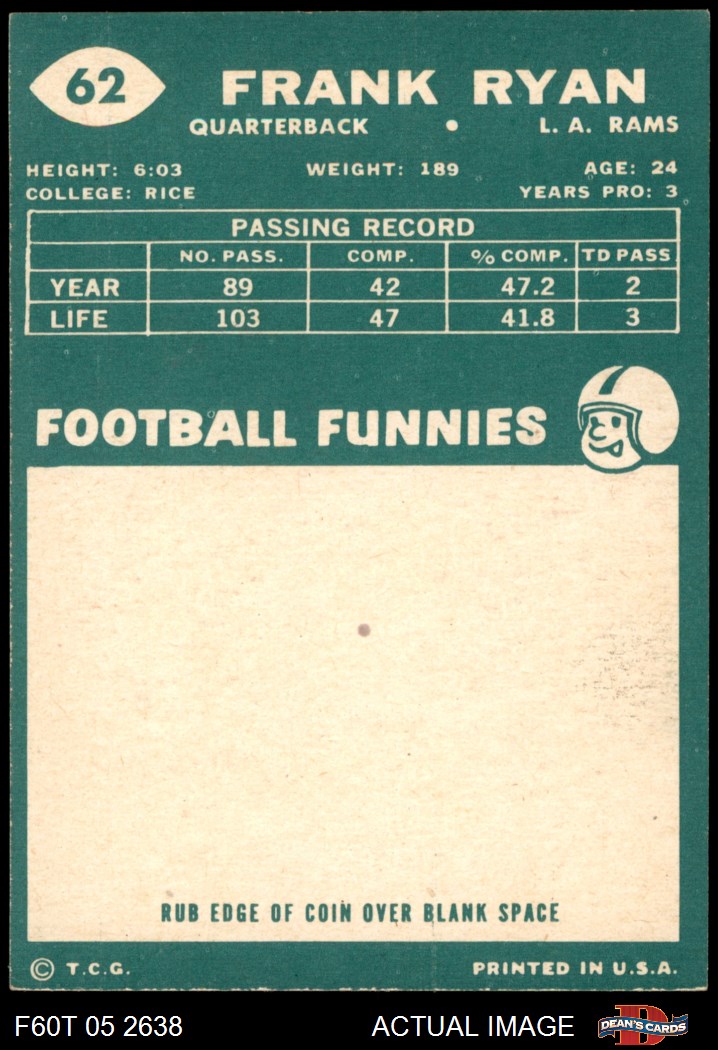 62
FRANK RYAN
QUARTERBACK • L. A. RAMS
HEIGHT: 6:03 WEIGHT: 189 AGE: 24
COLLEGE: RICE YEARS PRO: 3
PASSING RECORD
NO. PASS. COMP. % COMP. TD PASS
YEAR 89 42 47.2 2
LIFE 103 47 41.8 3
FOOTBALL FUNNIES
RUB EDGE OF COIN OVER BLANK SPACE
© T.C.G. PRINTED IN U.S.A.
F60T 05 2638 ACTUAL IMAGE D DEAN'S CARDS